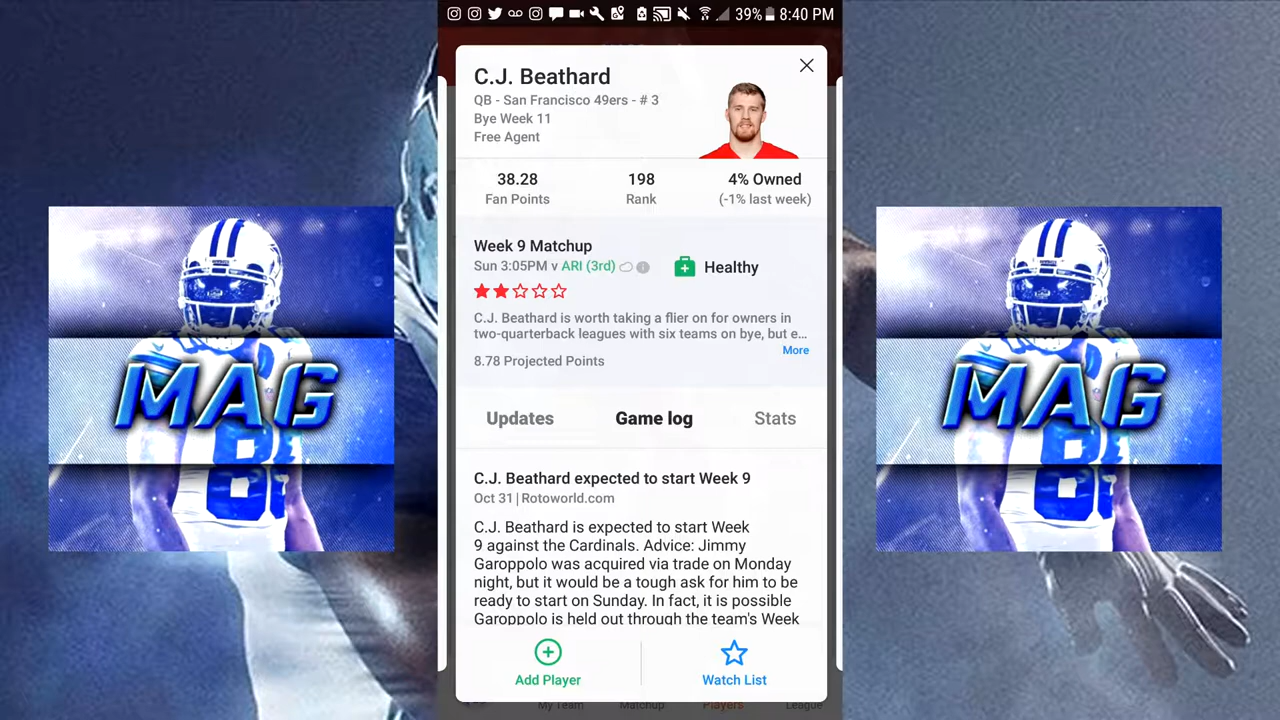 39% 8:40 PM
C.J. Beathard
QB - San Francisco 49ers - # 3
Bye Week 11
Free Agent
38.28 198 4% Owned
Fan Points Rank (-1% last week)
Week 9 Matchup
Sun 3:05PM v ARI (3rd) Healthy
C.J. Beathard is worth taking a flier on for owners in
two-quarterback leagues with six teams on bye, but e...
More
8.78 Projected Points
Updates Game log Stats
C.J. Beathard expected to start Week 9
Oct 31 | Rotoworld.com
C.J. Beathard is expected to start Week
9 against the Cardinals. Advice: Jimmy
Garoppolo was acquired via trade on Monday
night, but it would be a tough ask for him to be
ready to start on Sunday. In fact, it is possible
Garoppolo is held out through the team's Week
Add Player Watch List
My Team Matchup Players League
MAG
MAG